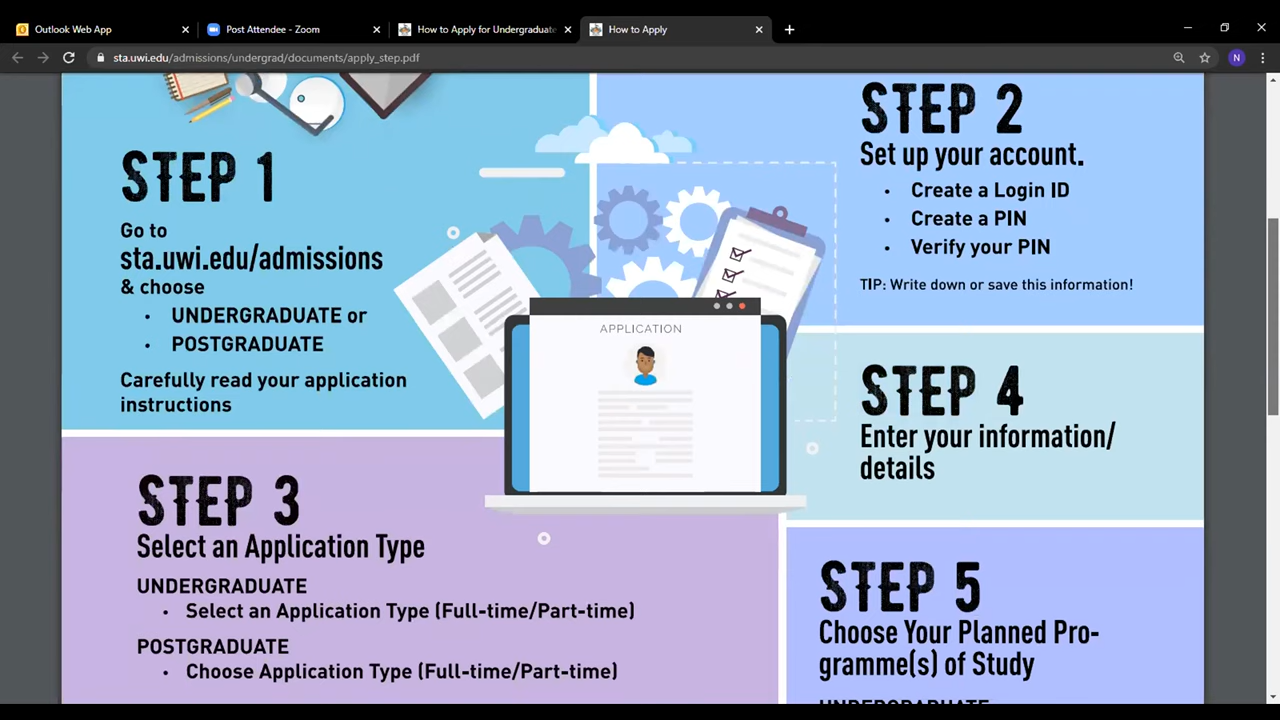 Outlook Web App
Post Attendee - Zoom
How to Apply for Undergraduate
How to Apply
sta.uwi.edu/admissions/undergrad/documents/apply_step.pdf
N
STEP 1
Go to
sta.uwi.edu/admissions
& choose
• UNDERGRADUATE or
• POSTGRADUATE
Carefully read your application
instructions
STEP 2
Set up your account.
• Create a Login ID
• Create a PIN
• Verify your PIN
TIP: Write down or save this information!
APPLICATION
STEP 3
Select an Application Type
UNDERGRADUATE
• Select an Application Type (Full-time/Part-time)
POSTGRADUATE
• Choose Application Type (Full-time/Part-time)
STEP 4
Enter your information/
details
STEP 5
Choose Your Planned Pro-
gramme(s) of Study
UNDERGRADUATE